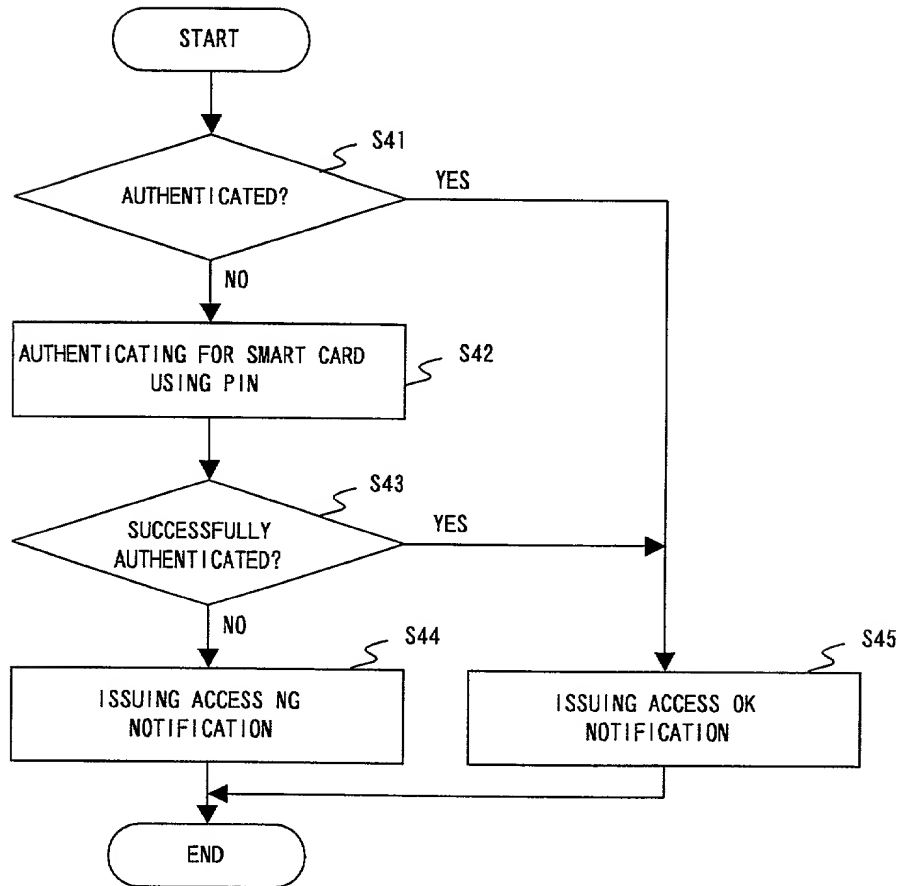 START
S41
AUTHENTICATED?
YES
NO
AUTHENTICATING FOR SMART CARD
USING PIN
S42
S43
SUCCESSFULLY
AUTHENTICATED?
YES
NO
S44
ISSUING ACCESS NG
NOTIFICATION
S45
ISSUING ACCESS OK
NOTIFICATION
END